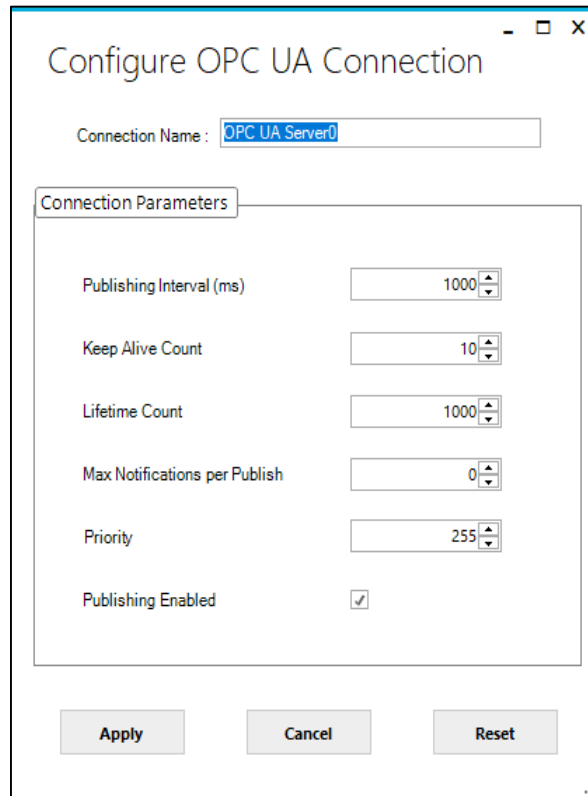 Configure OPC UA Connection
Connection Name : OPC UA Server0
Connection Parameters
Publishing Interval (ms) 1000
Keep Alive Count 10
Lifetime Count 1000
Max Notifications per Publish 0
Priority 255
Publishing Enabled
Apply Cancel Reset